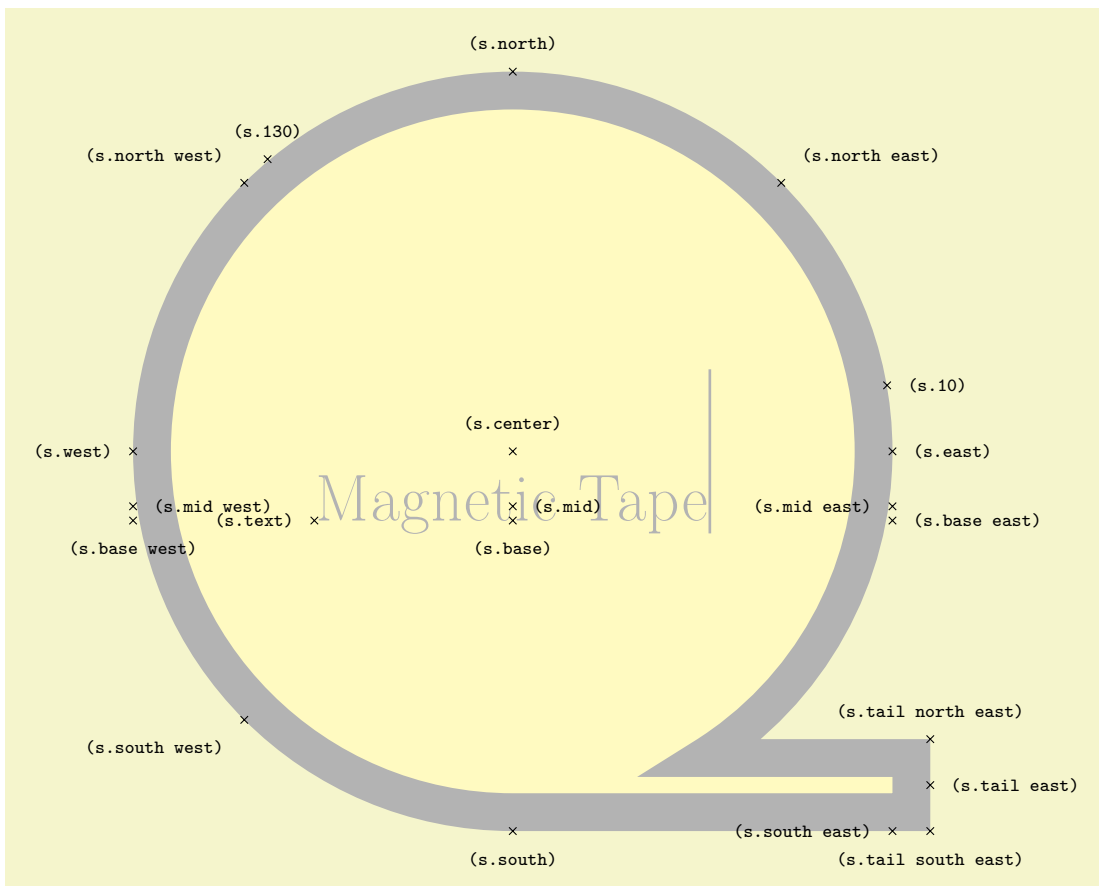 (s.north)
(s.130)
(s.north west)
(s.north east)
(s.10)
(s.center)
(s.west)
(s.east)
Magnetic Tape
(s.mid west)
(s.mid)
(s.mid east)
(s.text)
(s.base east)
(s.base west)
(s.base)
(s.tail north east)
(s.south west)
(s.tail east)
(s.south east)
(s.south)
(s.tail south east)